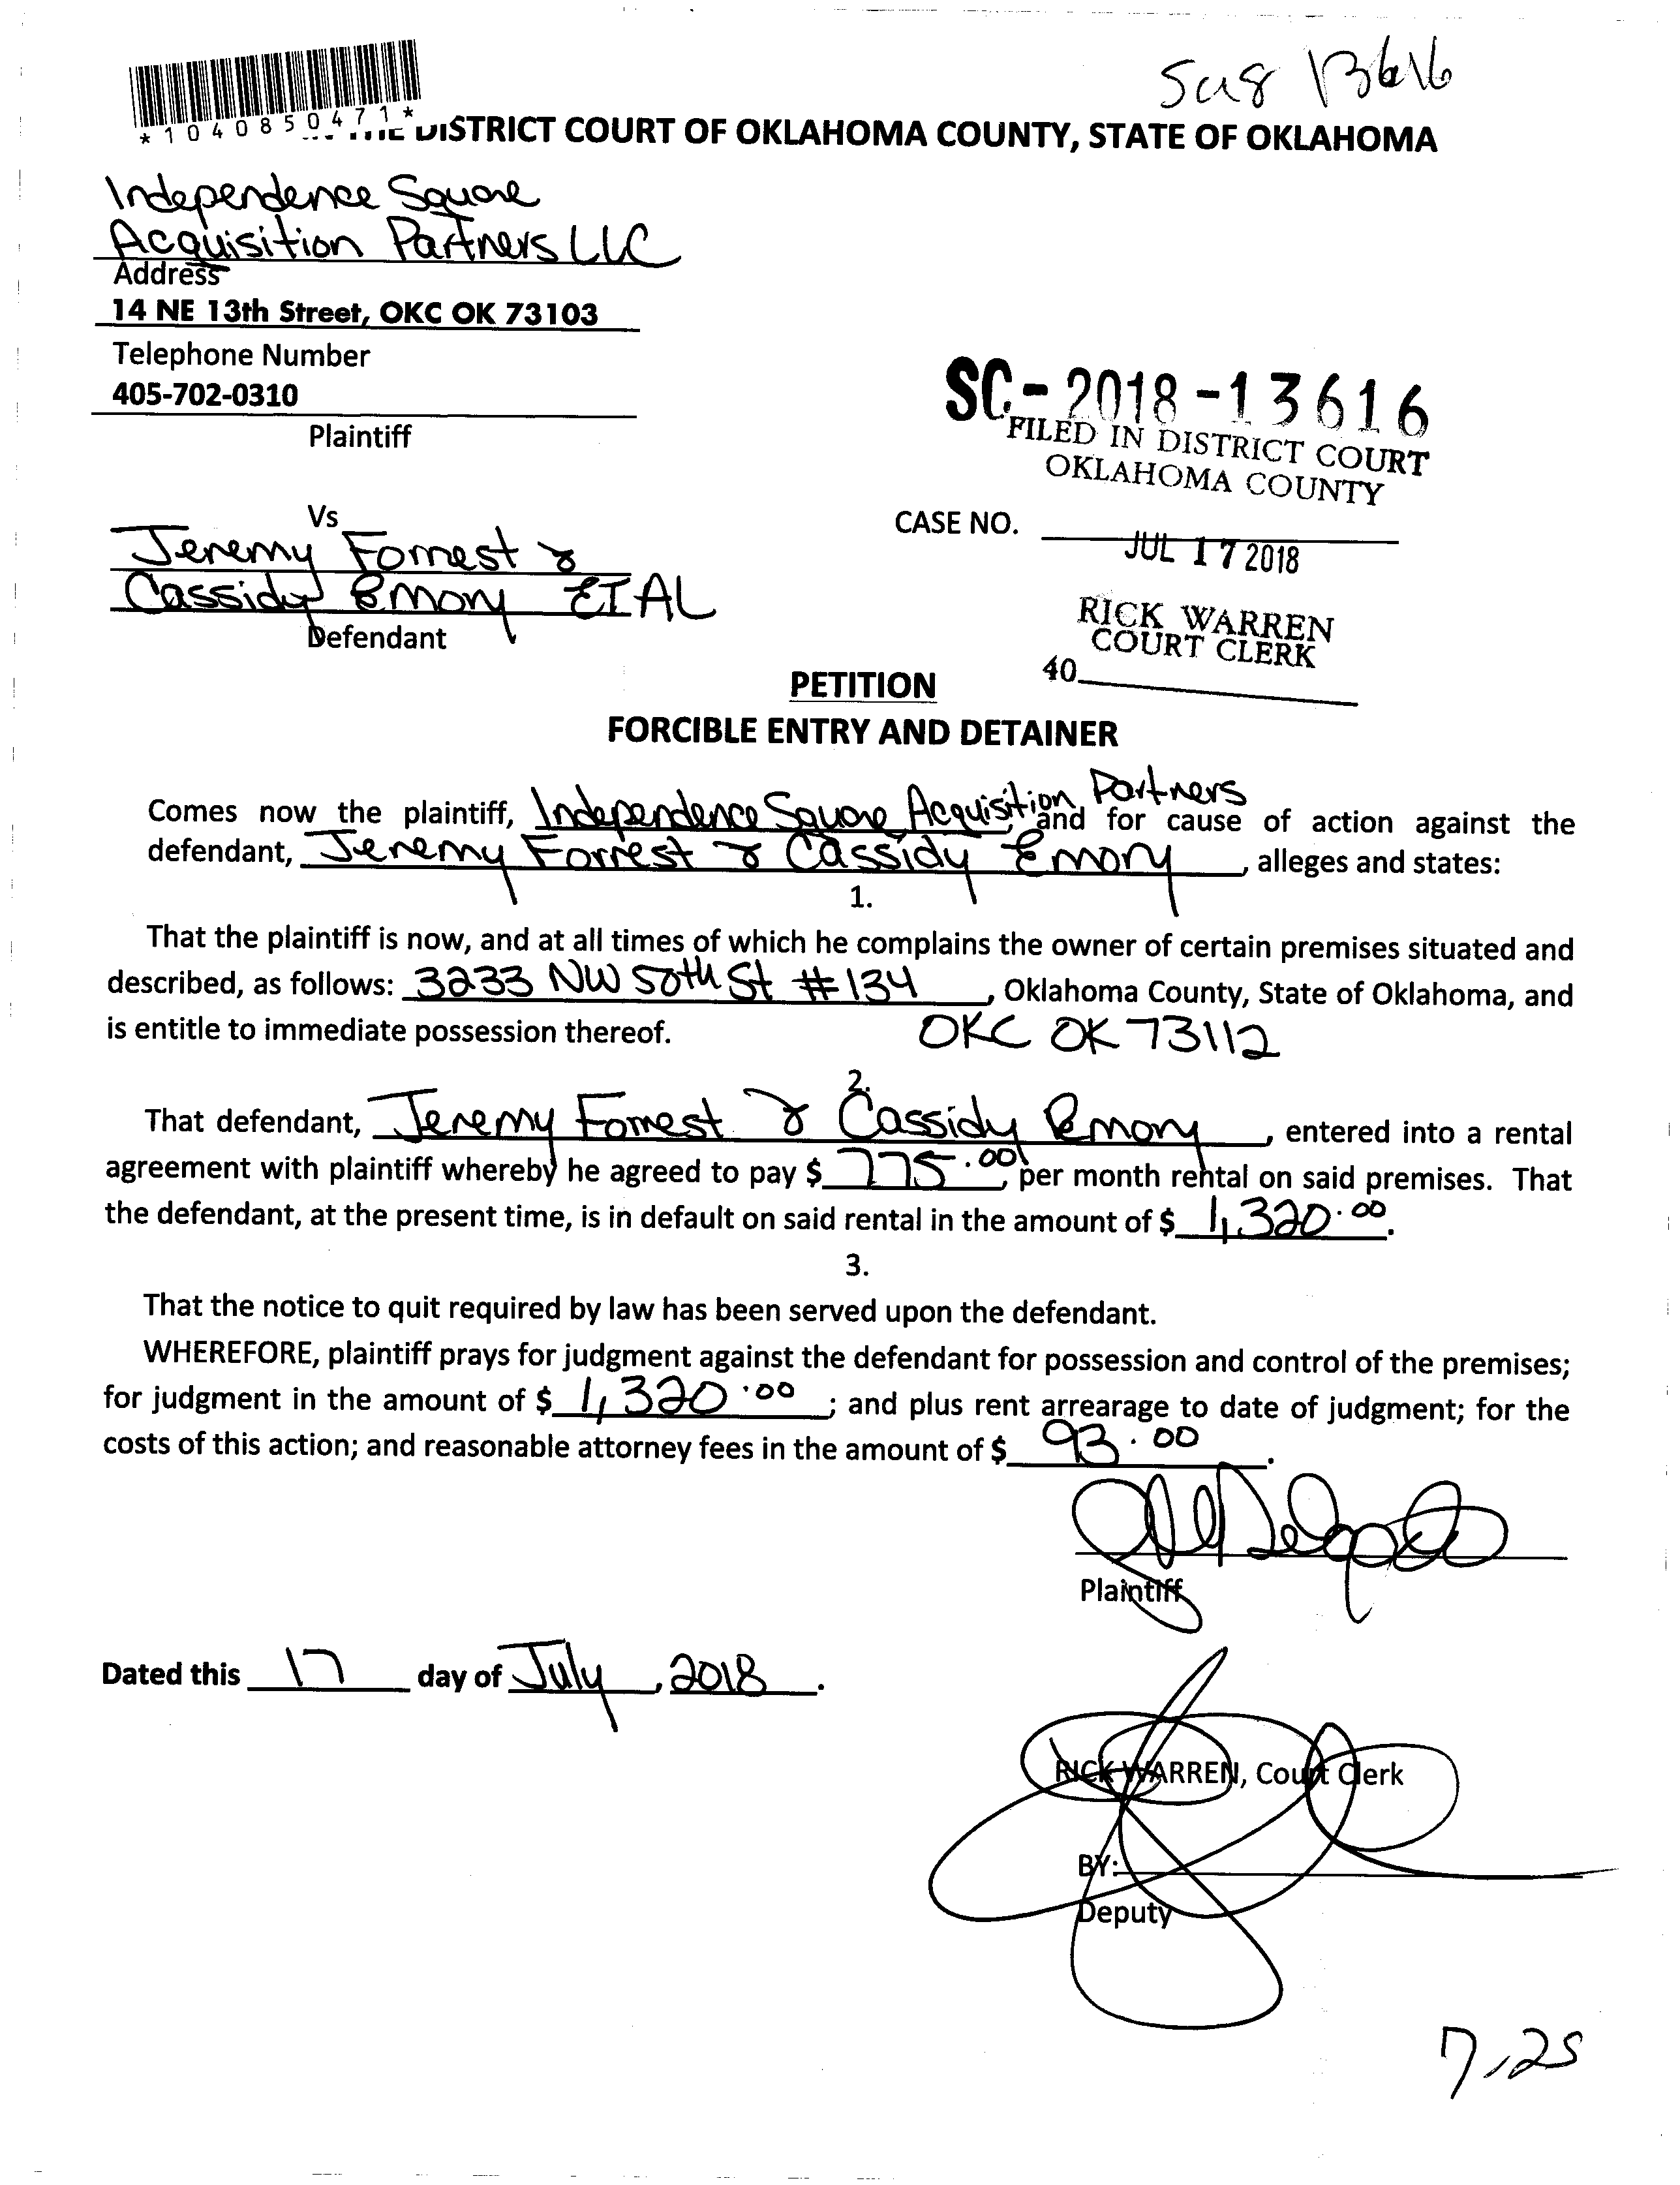 Sc18 13616
*1040850471*
DISTRICT COURT OF OKLAHOMA COUNTY, STATE OF OKLAHOMA
Independence Square
Acquisition Partners LLC
Address
14 NE 13th Street, OKC OK 73103
Telephone Number
405-702-0310
Plaintiff
SC-2018-13616
FILED IN DISTRICT COURT
OKLAHOMA COUNTY
Vs
CASE NO.
JUL 17 2018
Jeremy Forrest &
Cassidy Emory ET AL
Defendant
RICK WARREN
COURT CLERK
40
PETITION
FORCIBLE ENTRY AND DETAINER
Comes now the plaintiff, Independence Square Acquisition Partners, and for cause of action against the
defendant, Jeremy Forrest & Cassidy Emory, alleges and states:
1.
That the plaintiff is now, and at all times of which he complains the owner of certain premises situated and
described, as follows: 3233 NW 50th St #134, Oklahoma County, State of Oklahoma, and
is entitle to immediate possession thereof. OKC OK 73112
2.
That defendant, Jeremy Forrest & Cassidy Emory, entered into a rental
agreement with plaintiff whereby he agreed to pay $ 775.00, per month rental on said premises. That
the defendant, at the present time, is in default on said rental in the amount of $ 1,320.00.
3.
That the notice to quit required by law has been served upon the defendant.
WHEREFORE, plaintiff prays for judgment against the defendant for possession and control of the premises;
for judgment in the amount of $ 1,320.00; and plus rent arrearage to date of judgment; for the
costs of this action; and reasonable attorney fees in the amount of $ 93.00.
Plaintiff
Dated this 17 day of July, 2018.
RICK WARREN, Court Clerk
BY:
Deputy
7.25